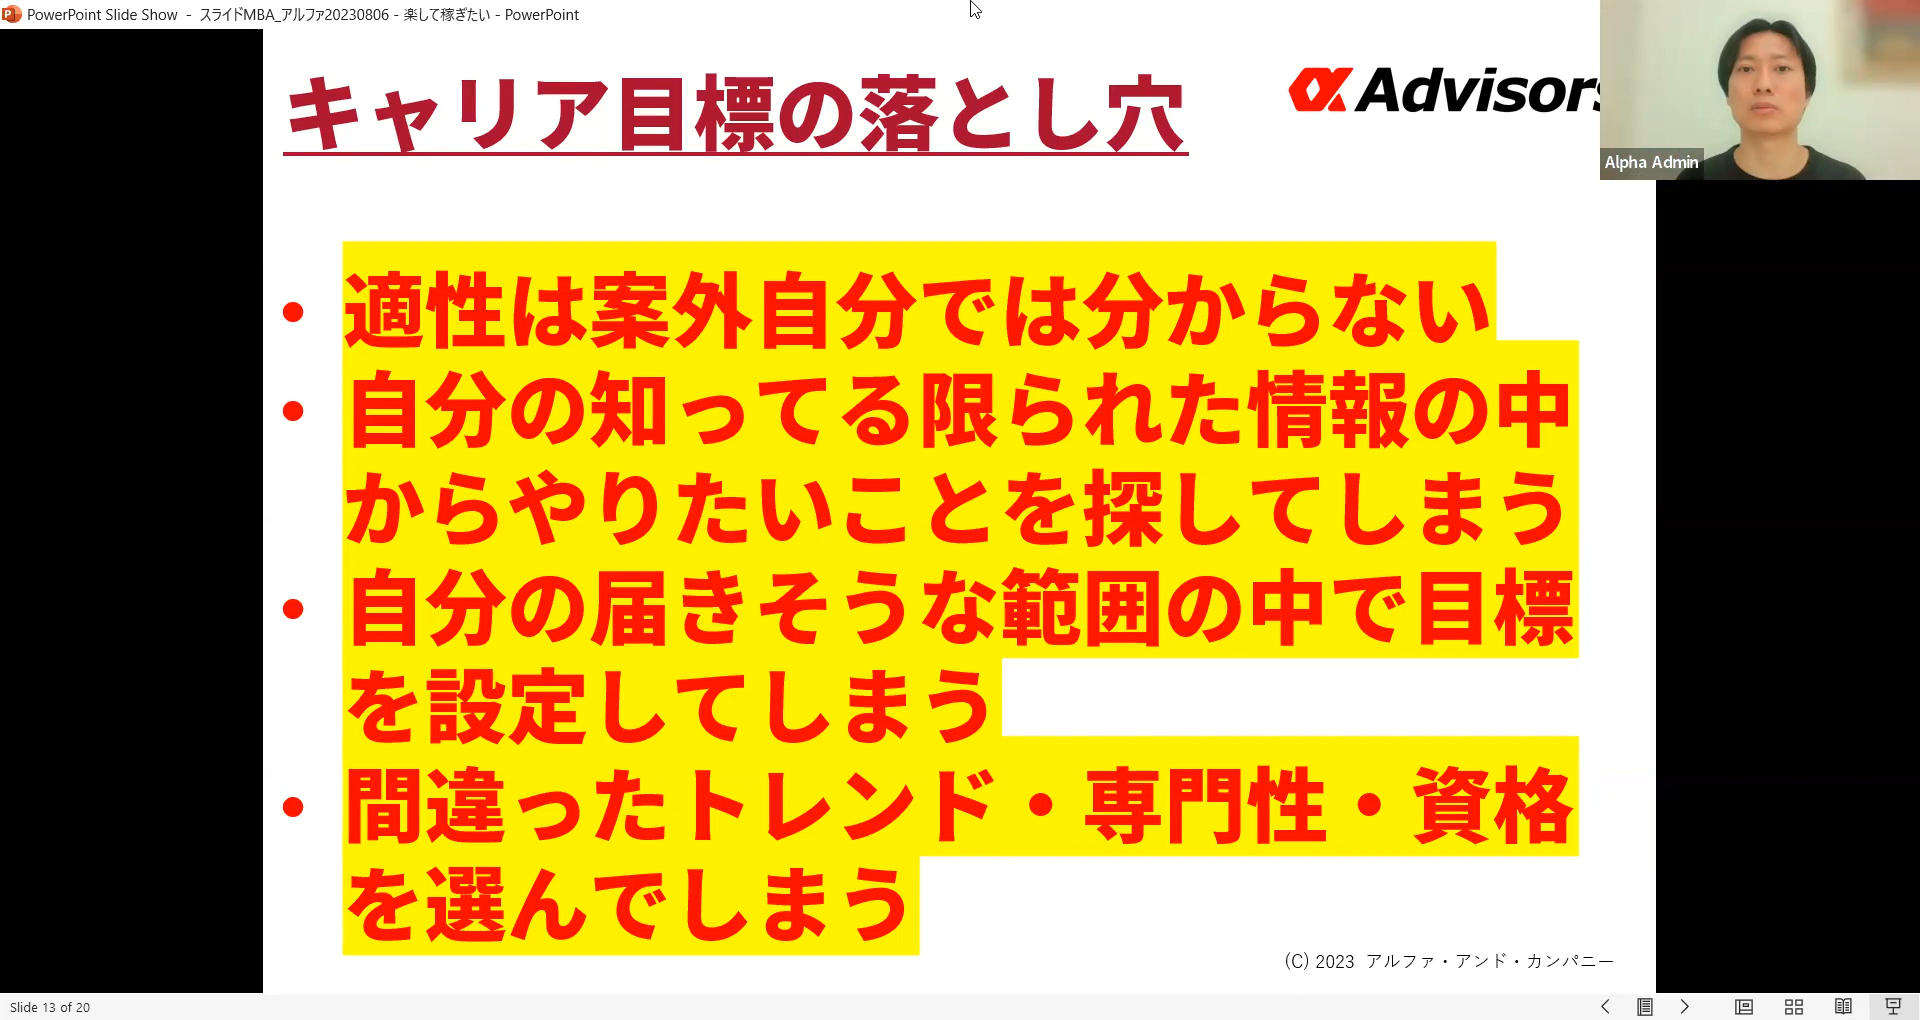 PowerPoint Slide Show - スライドMBA_アルファ20230806 - 楽して稼ぎたい - PowerPoint
キャリア目標の落とし穴
αAdvisors
Alpha Admin
• 適性は案外自分では分からない
• 自分の知ってる限られた情報の中
からやりたいことを探してしまう
• 自分の届きそうな範囲の中で目標
を設定してしまう
• 間違ったトレンド・専門性・資格
を選んでしまう
(C) 2023 アルファ・アンド・カンパニー
Slide 13 of 20